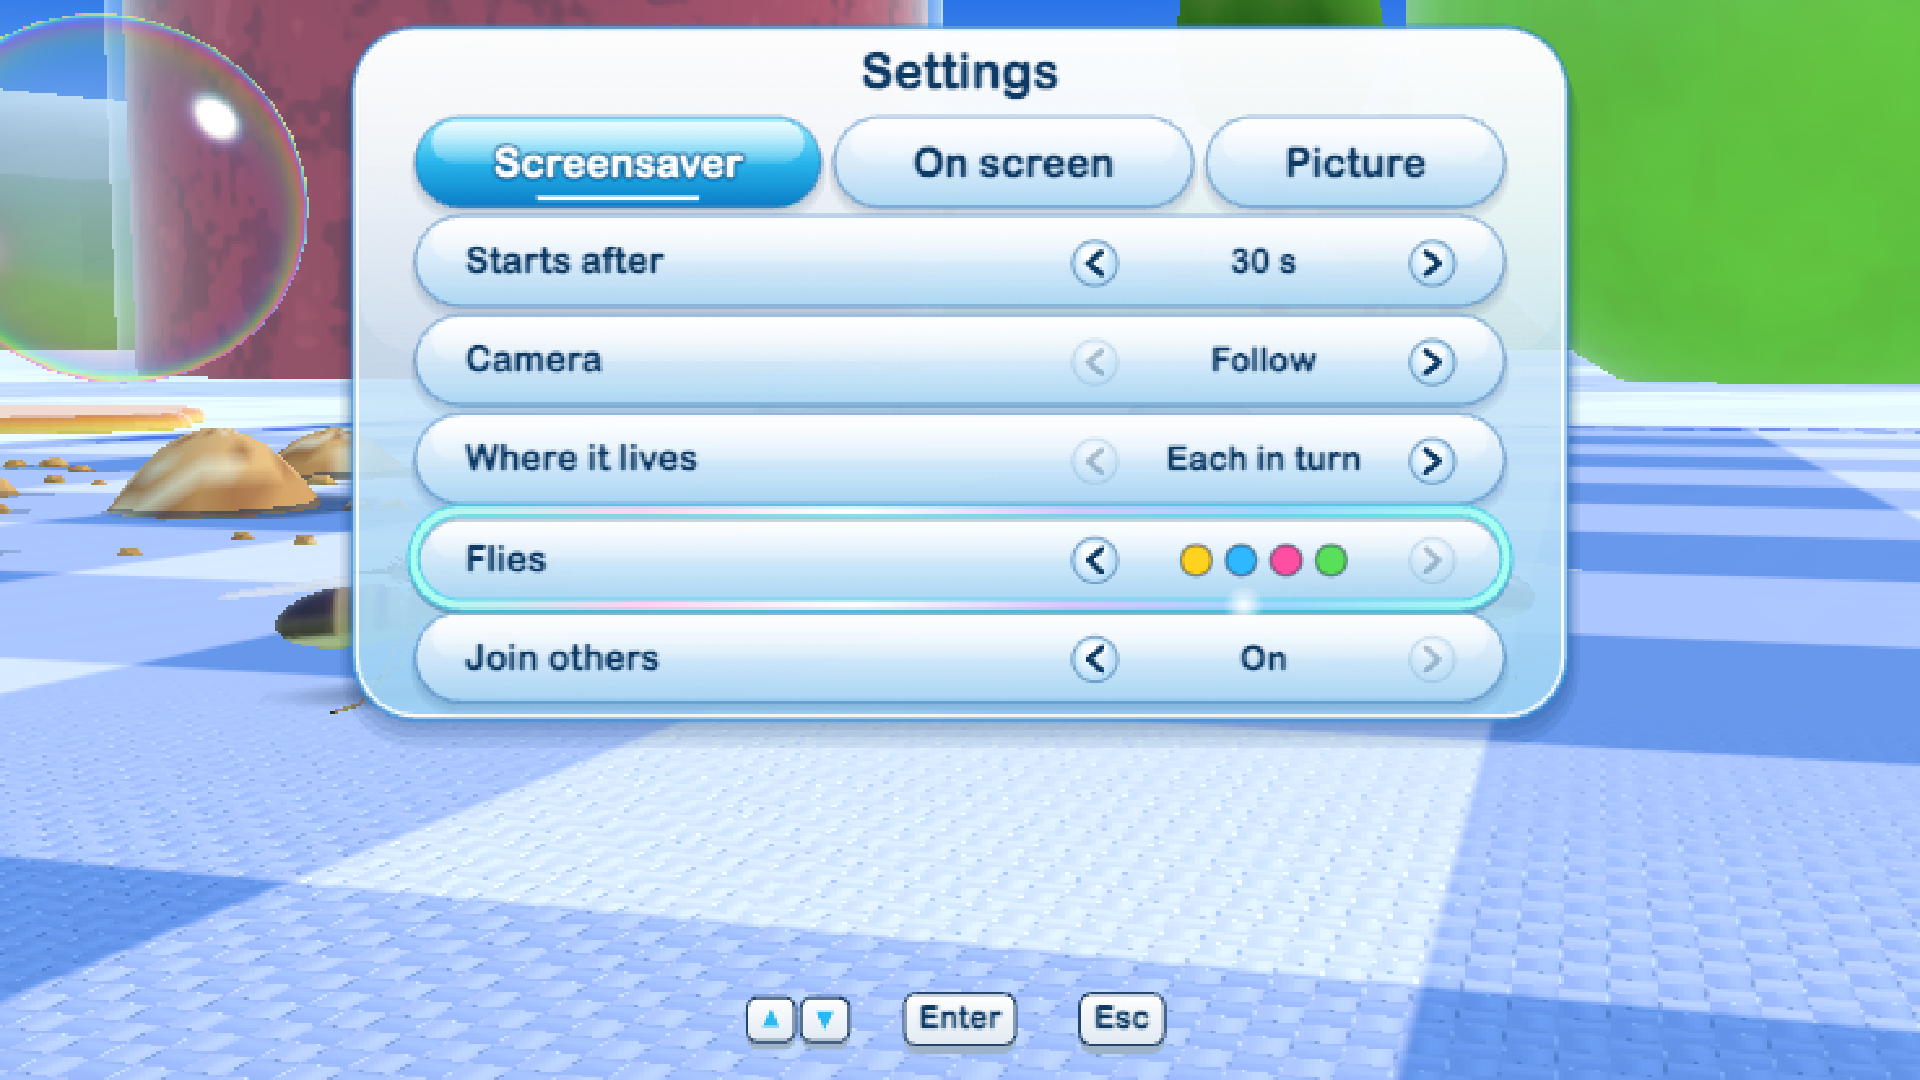 Settings
Screensaver On screen Picture
Starts after 30 s
Camera Follow
Where it lives Each in turn
Flies
Join others On
Enter Esc